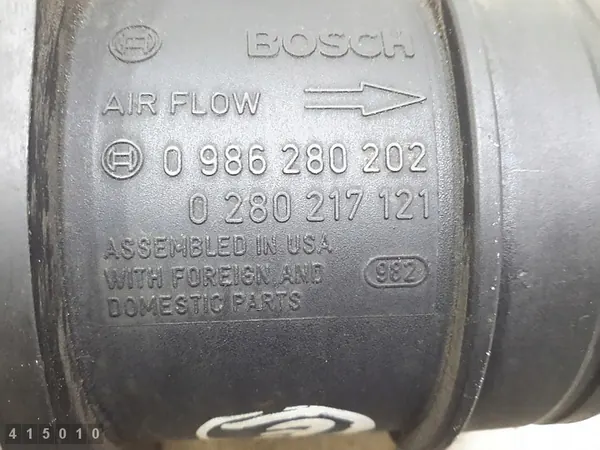 BOSCH
AIR FLOW
0 986 280 202
0 280 217 121
ASSEMBLED IN USA
WITH FOREIGN AND
DOMESTIC PARTS
982
415010